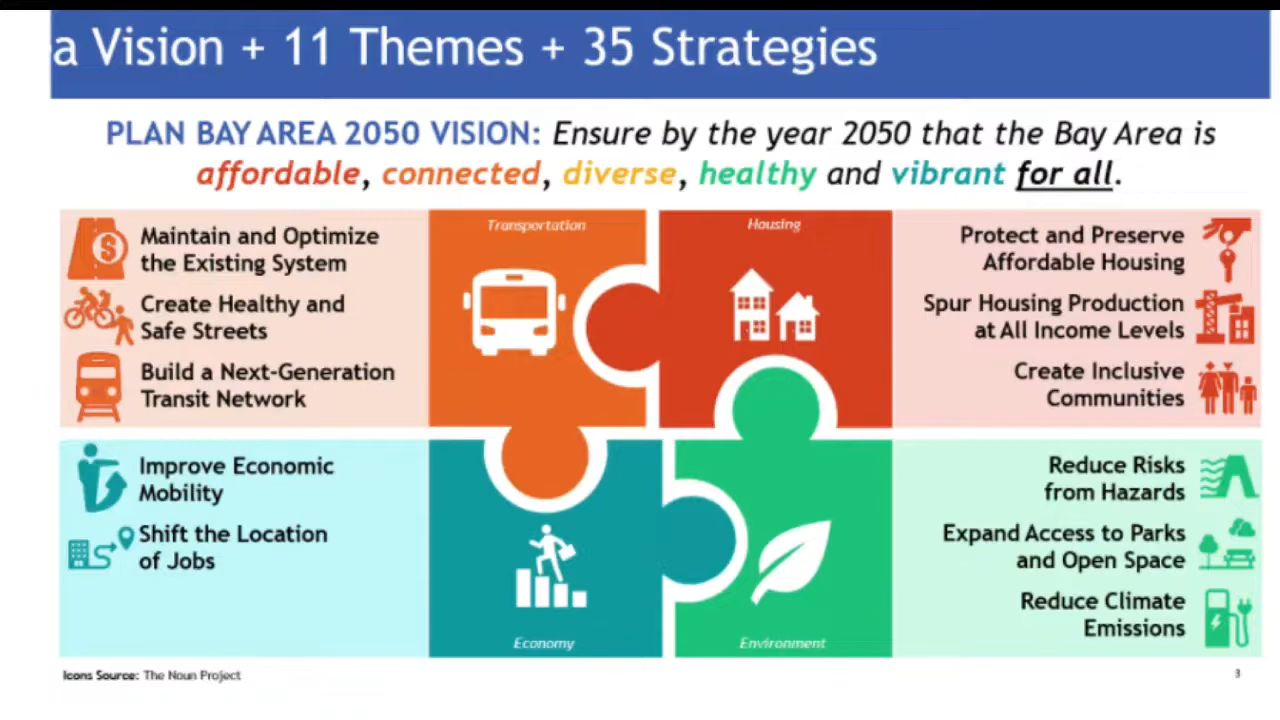 a Vision + 11 Themes + 35 Strategies
PLAN BAY AREA 2050 VISION: Ensure by the year 2050 that the Bay Area is
affordable, connected, diverse, healthy and vibrant for all.
Transportation
Maintain and Optimize
the Existing System
Create Healthy and
Safe Streets
Build a Next-Generation
Transit Network
Housing
Protect and Preserve
Affordable Housing
Spur Housing Production
at All Income Levels
Create Inclusive
Communities
Improve Economic
Mobility
Shift the Location
of Jobs
Economy
Reduce Risks
from Hazards
Expand Access to Parks
and Open Space
Reduce Climate
Emissions
Environment
Icons Source: The Noun Project
3